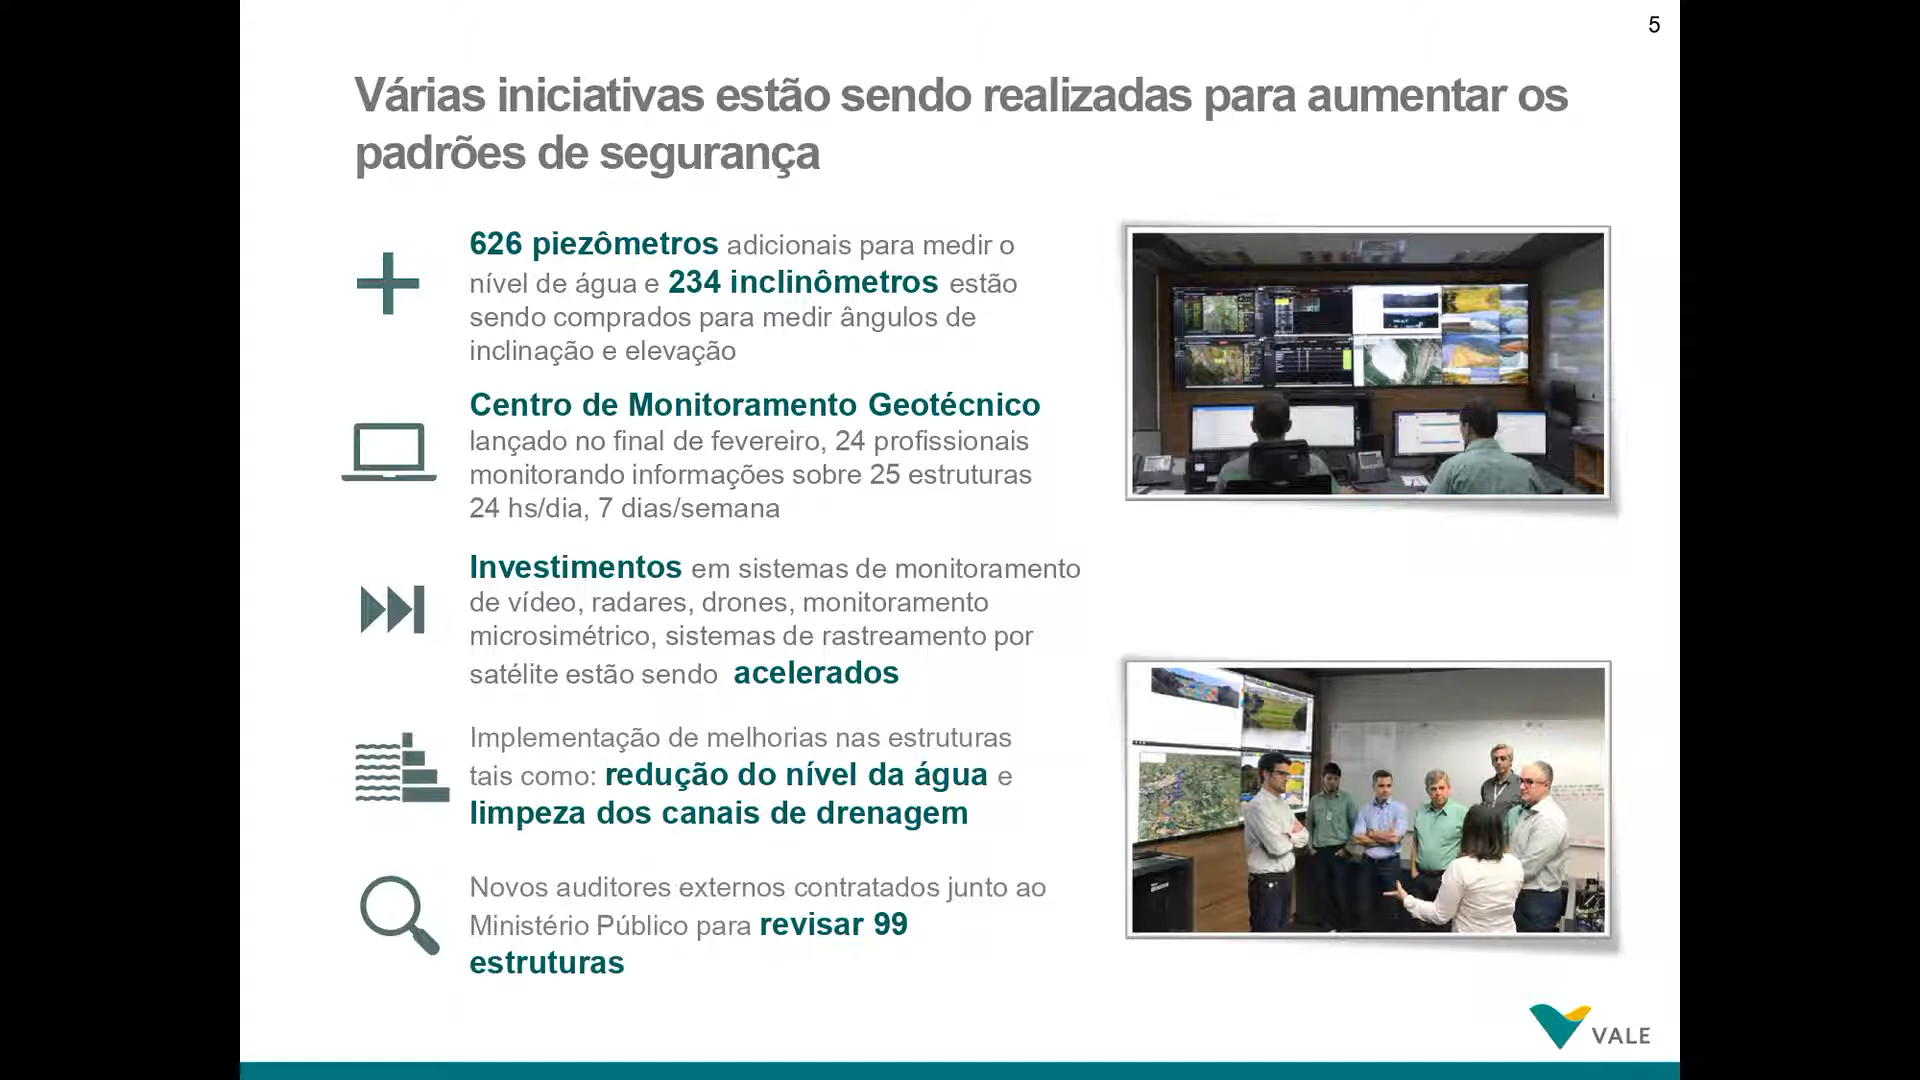 5
Várias iniciativas estão sendo realizadas para aumentar os
padrões de segurança
626 piezômetros adicionais para medir o
nível de água e 234 inclinômetros estão
sendo comprados para medir ângulos de
inclinação e elevação
Centro de Monitoramento Geotécnico
lançado no final de fevereiro, 24 profissionais
monitorando informações sobre 25 estruturas
24 hs/dia, 7 dias/semana
Investimentos em sistemas de monitoramento
de vídeo, radares, drones, monitoramento
microsimétrico, sistemas de rastreamento por
satélite estão sendo acelerados
Implementação de melhorias nas estruturas
tais como: redução do nível da água e
limpeza dos canais de drenagem
Novos auditores externos contratados junto ao
Ministério Público para revisar 99
estruturas
VALE